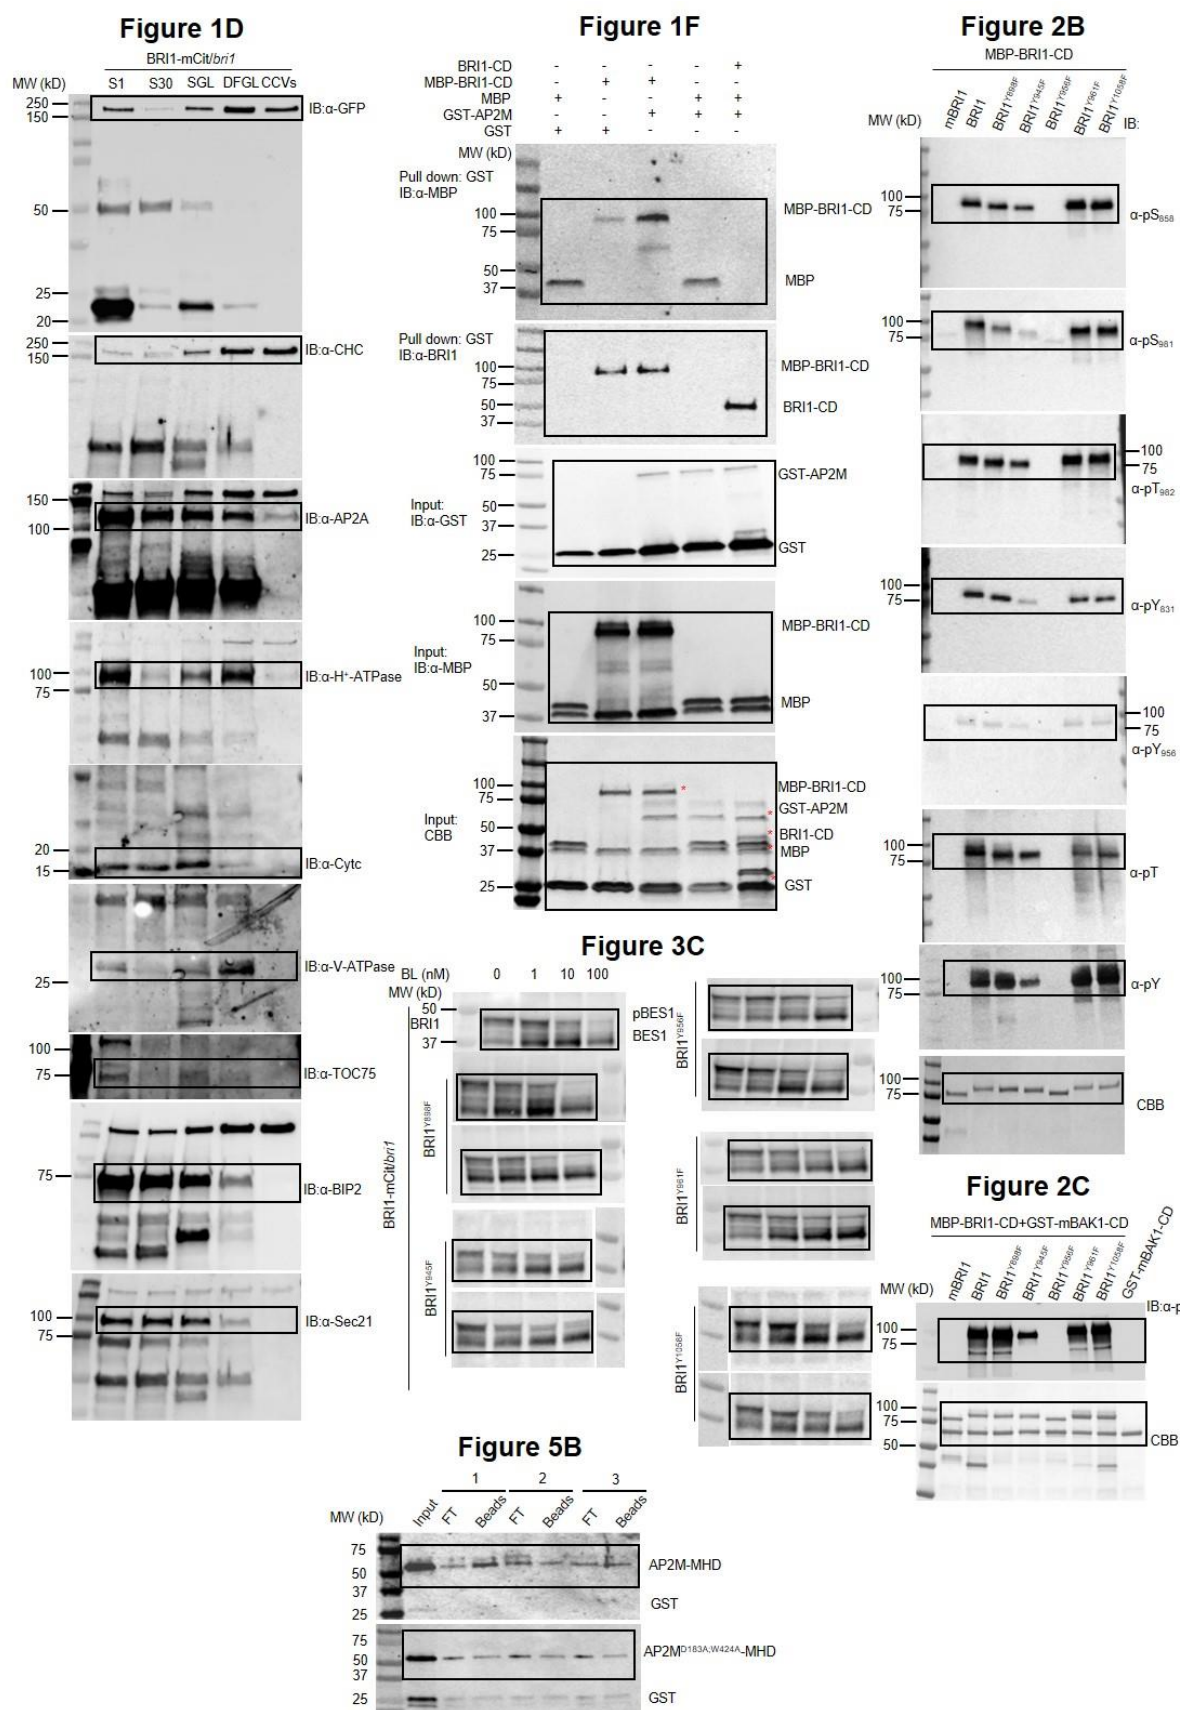 Figure 1D
BRI1-mCit/bri1
MW (kD) S1 S30 SGL DFGL CCVs
250
150
IB:α-GFP
50
25
20
250
150
IB:α-CHC
150
100
IB:α-AP2A
100
75
IB:α-H⁺-ATPase
20
15
IB:α-Cytc
25
IB:α-V-ATPase
100
75
IB:α-TOC75
75
IB:α-BIP2
100
75
IB:α-Sec21
Figure 1F
BRI1-CD - - - - +
MBP-BRI1-CD - + + - -
MBP + - - + +
GST-AP2M - - + + +
GST + + - - -
MW (kD)
Pull down: GST
IB:α-MBP
100
75
50
37
MBP-BRI1-CD
MBP
Pull down: GST
IB:α-BRI1
100
75
50
37
MBP-BRI1-CD
BRI1-CD
Input:
IB:α-GST
100
75
50
37
25
GST-AP2M
GST
Input:
IB:α-MBP
100
75
50
37
MBP-BRI1-CD
MBP
Input:
CBB
100
75
50
37
25
MBP-BRI1-CD *
GST-AP2M
*
BRI1-CD
*
MBP
*
GST
*
Figure 2B
MBP-BRI1-CD
MW (kD) mBRI1 BRI1 BRI1Y898F BRI1Y945F BRI1Y956F BRI1Y961F BRI1Y1058F IB:
100
75
α-pS858
100
75
α-pS981
100
75
α-pT982
100
75
α-pY831
100
75
α-pY956
100
75
α-pT
100
75
α-pY
100
75
CBB
Figure 3C
BL (nM) 0 1 10 100
MW (kD)
50
37
BRI1
pBES1
BES1
BRI1-mCit/bri1
BRI1Y898F
BRI1Y945F
BRI1Y956F
BRI1Y961F
BRI1Y1058F
Figure 2C
MBP-BRI1-CD+GST-mBAK1-CD
MW (kD) mBRI1 BRI1 BRI1Y898F BRI1Y945F BRI1Y956F BRI1Y961F BRI1Y1058F GST-mBAK1-CD
IB:α-p
100
75
100
75
50
CBB
Figure 5B
1 2 3
MW (kD) Input FT Beads FT Beads FT Beads
75
50
37
25
AP2M-MHD
GST
75
50
37
25
AP2MD183A;W424A-MHD
GST